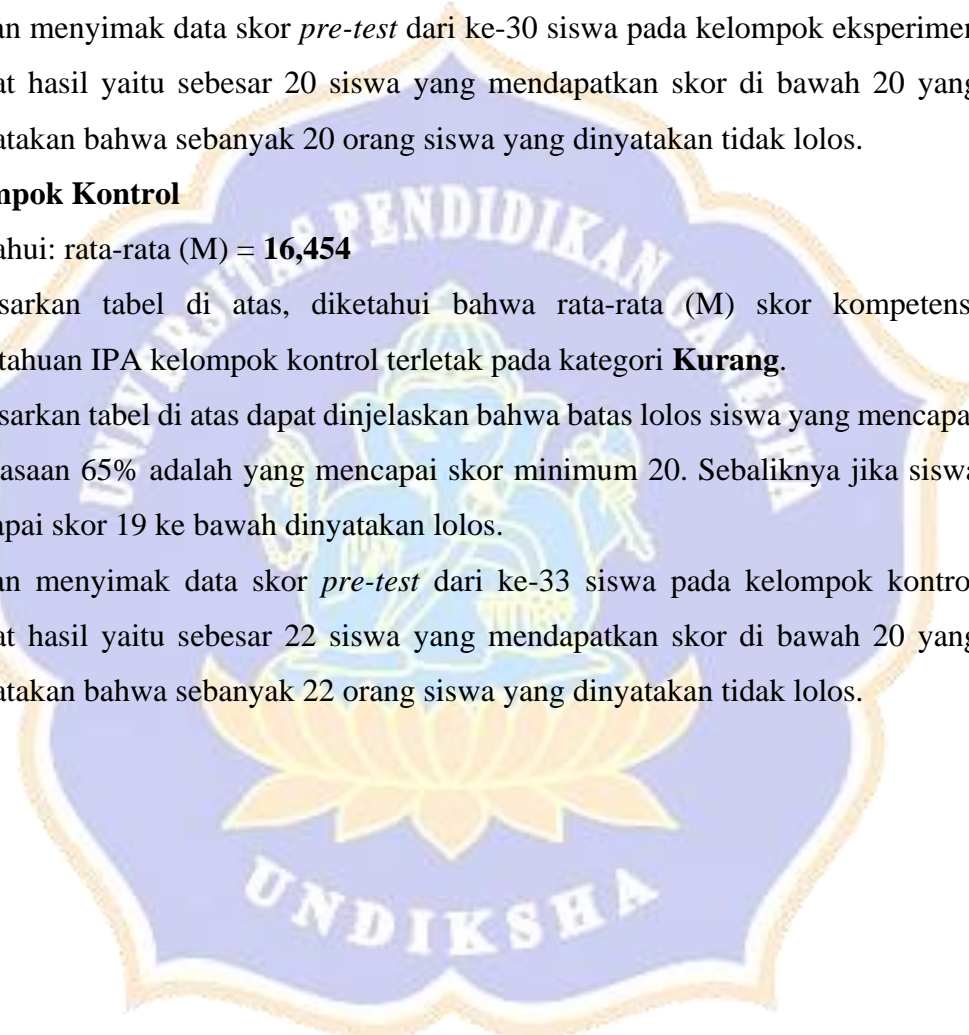 an menyimak data skor pre-test dari ke-30 siswa pada kelompok eksperimen
at hasil yaitu sebesar 20 siswa yang mendapatkan skor di bawah 20 yang
atakan bahwa sebanyak 20 orang siswa yang dinyatakan tidak lolos.
mpok Kontrol
ahui: rata-rata (M) = 16,454
sarkan tabel di atas, diketahui bahwa rata-rata (M) skor kompetens
tahuan IPA kelompok kontrol terletak pada kategori Kurang.
sarkan tabel di atas dapat dinjelaskan bahwa batas lolos siswa yang mencapa
asaan 65% adalah yang mencapai skor minimum 20. Sebaliknya jika siswa
apai skor 19 ke bawah dinyatakan lolos.
an menyimak data skor pre-test dari ke-33 siswa pada kelompok kontro
at hasil yaitu sebesar 22 siswa yang mendapatkan skor di bawah 20 yang
atakan bahwa sebanyak 22 orang siswa yang dinyatakan tidak lolos.
UNIVERSITAS PENDIDIKAN GANESHA
UNDIKSHA